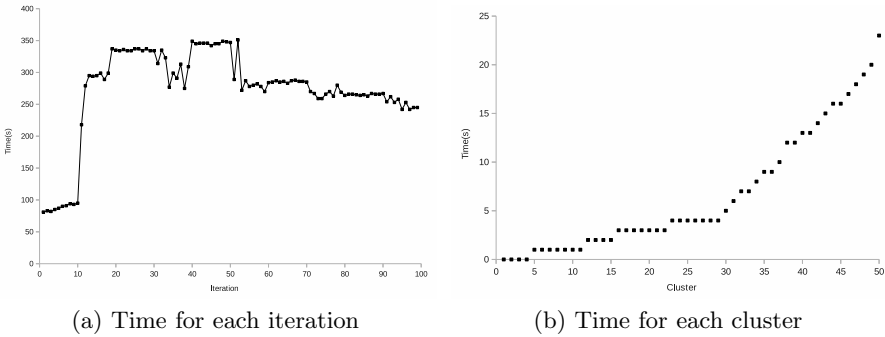 400
350
300
250
200
150
100
50
0
Time(s)
0 10 20 30 40 50 60 70 80 90 100
Iteration
(a) Time for each iteration
25
20
15
10
5
0
Time(s)
0 5 10 15 20 25 30 35 40 45 50
Cluster
(b) Time for each cluster